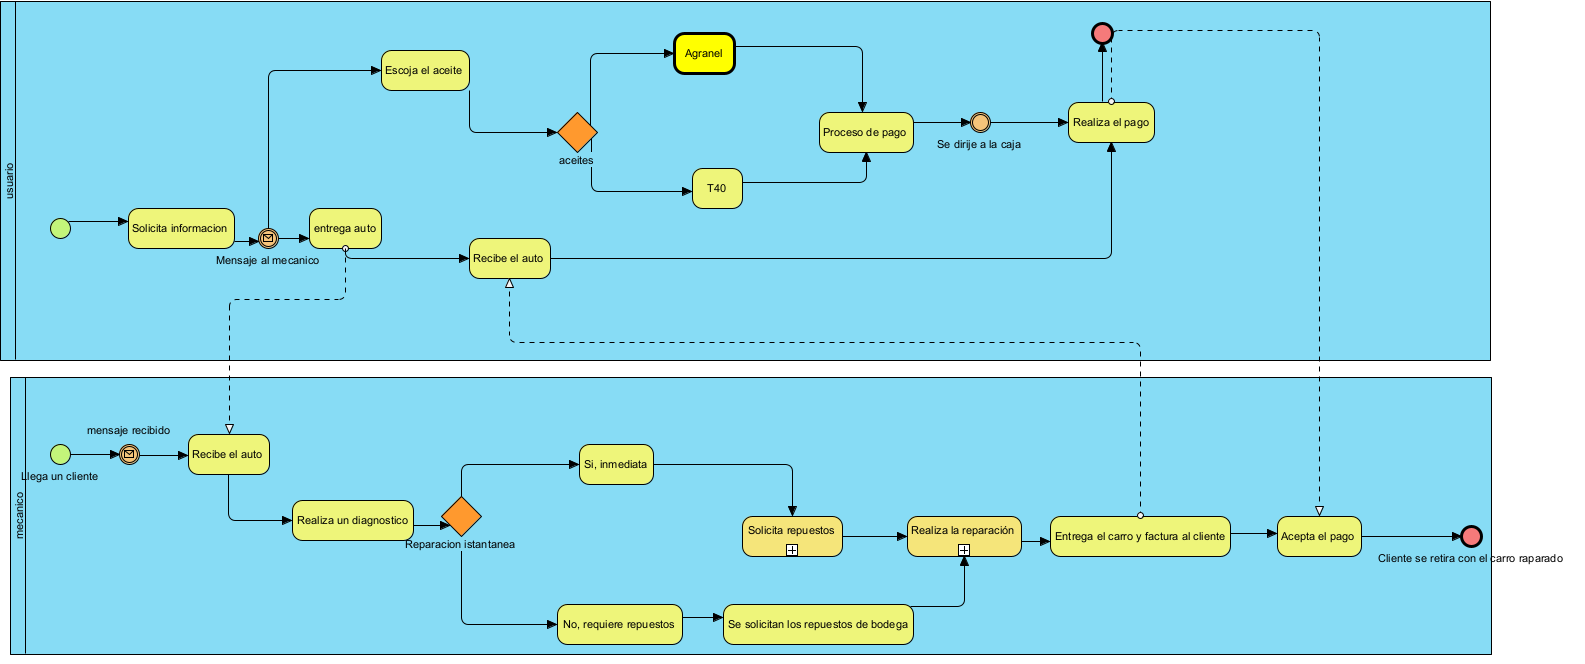 usuario
Escoja el aceite
Agranel
aceites
Proceso de pago
Se dirije a la caja
Realiza el pago
T40
Solicita informacion
Mensaje al mecanico
entrega auto
Recibe el auto
mecanico
mensaje recibido
Llega un cliente
Recibe el auto
Realiza un diagnostico
Reparacion istantanea
Si, inmediata
Solicita repuestos
Realiza la reparación
Entrega el carro y factura al cliente
Acepta el pago
Cliente se retira con el carro raparado
No, requiere repuestos
Se solicitan los repuestos de bodega